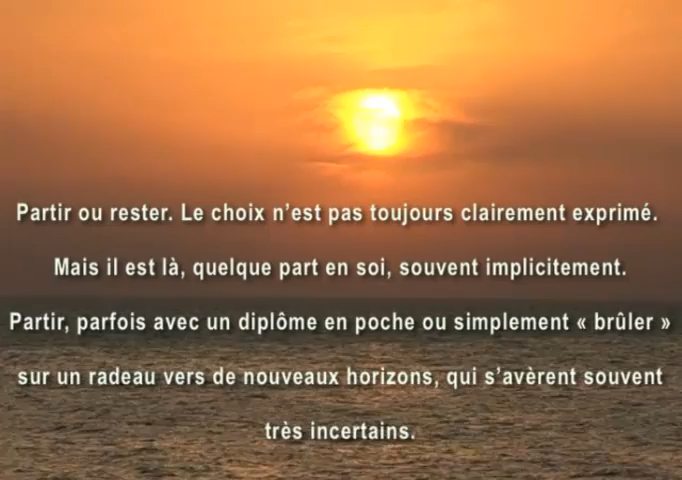 Partir ou rester. Le choix n’est pas toujours clairement exprimé.
Mais il est là, quelque part en soi, souvent implicitement.
Partir, parfois avec un diplôme en poche ou simplement « brûler »
sur un radeau vers de nouveaux horizons, qui s’avèrent souvent
très incertains.